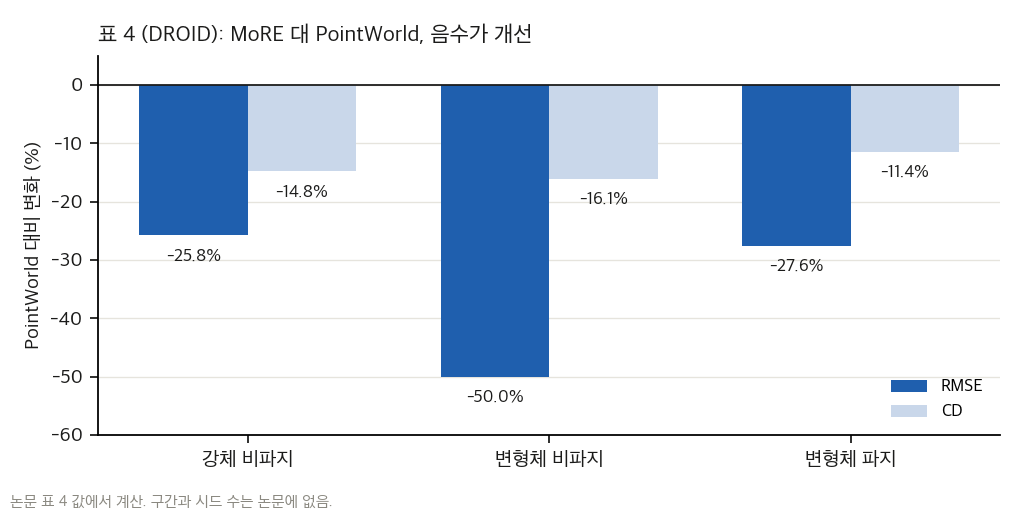 표 4 (DROID): MoRE 대 PointWorld, 음수가 개선
PointWorld 대비 변화 (%)
0
-10
-20
-30
-40
-50
-60
-25.8%
-14.8%
-50.0%
-16.1%
-27.6%
-11.4%
RMSE
CD
강체 비파지
변형체 비파지
변형체 파지
논문 표 4 값에서 계산. 구간과 시드 수는 논문에 없음.